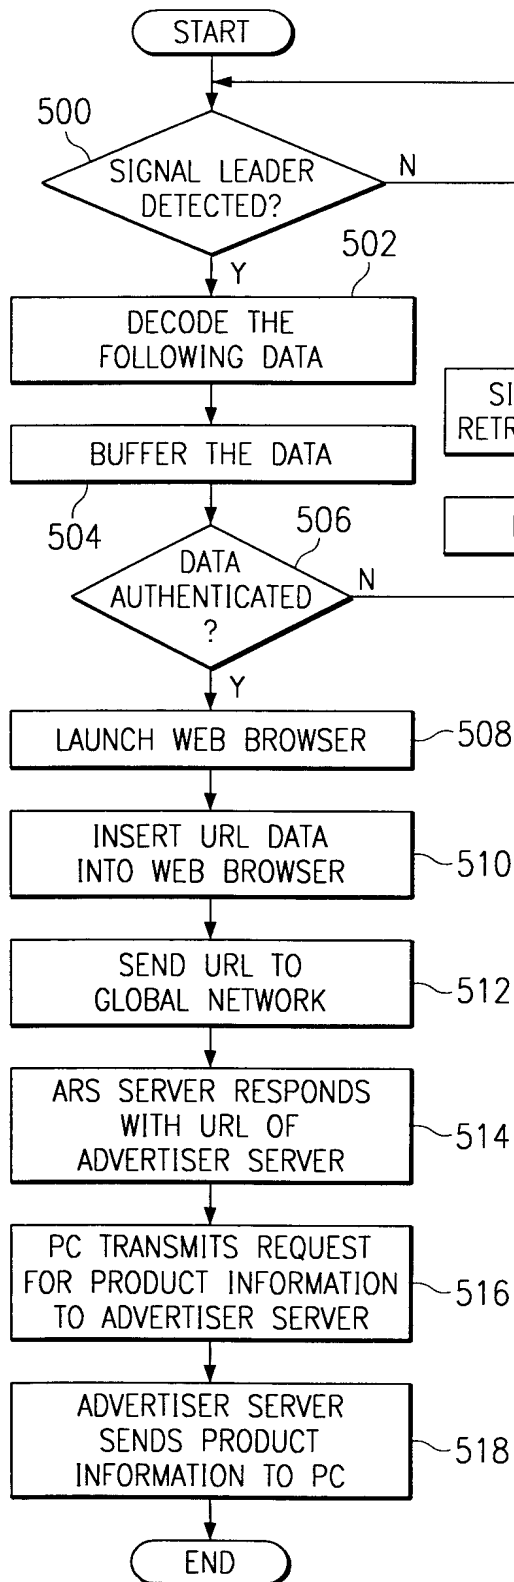 START
500
SIGNAL LEADER
DETECTED?
N
Y
502
DECODE THE
FOLLOWING DATA
BUFFER THE DATA
504
506
DATA
AUTHENTICATED
?
N
Y
LAUNCH WEB BROWSER
508
INSERT URL DATA
INTO WEB BROWSER
510
SEND URL TO
GLOBAL NETWORK
512
ARS SERVER RESPONDS
WITH URL OF
ADVERTISER SERVER
514
PC TRANSMITS REQUEST
FOR PRODUCT INFORMATION
TO ADVERTISER SERVER
516
ADVERTISER SERVER
SENDS PRODUCT
INFORMATION TO PC
518
END